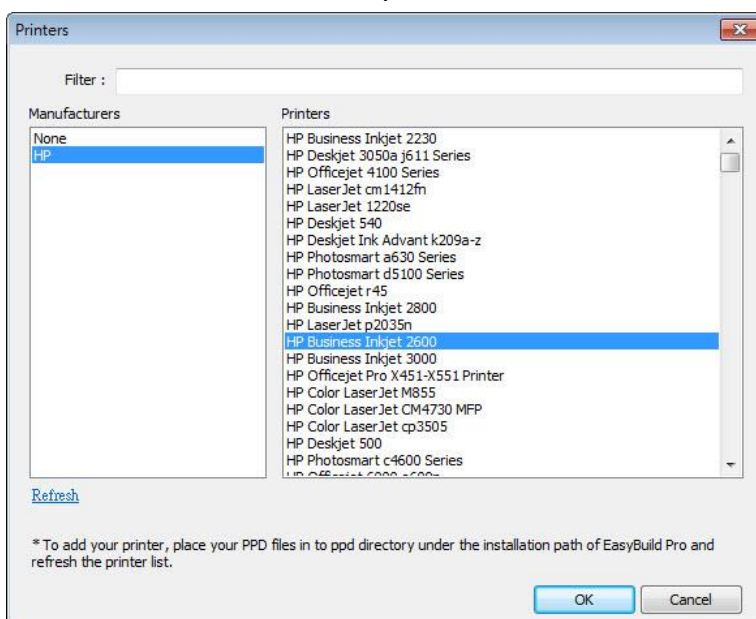 Printers
Filter :
Manufacturers
Printers
None
HP
HP Business Inkjet 2230
HP Deskjet 3050a j611 Series
HP Officejet 4100 Series
HP LaserJet cm1412fn
HP LaserJet 1220se
HP Deskjet 540
HP Deskjet Ink Advant k209a-z
HP Photosmart a630 Series
HP Photosmart d5100 Series
HP Officejet r45
HP Business Inkjet 2800
HP LaserJet p2035n
HP Business Inkjet 2600
HP Business Inkjet 3000
HP Officejet Pro X451-X551 Printer
HP Color LaserJet M855
HP Color LaserJet CM4730 MFP
HP Color LaserJet cp3505
HP Deskjet 500
HP Photosmart c4600 Series
Refresh
* To add your printer, place your PPD files in to ppd directory under the installation path of EasyBuild Pro and
refresh the printer list.
OK
Cancel